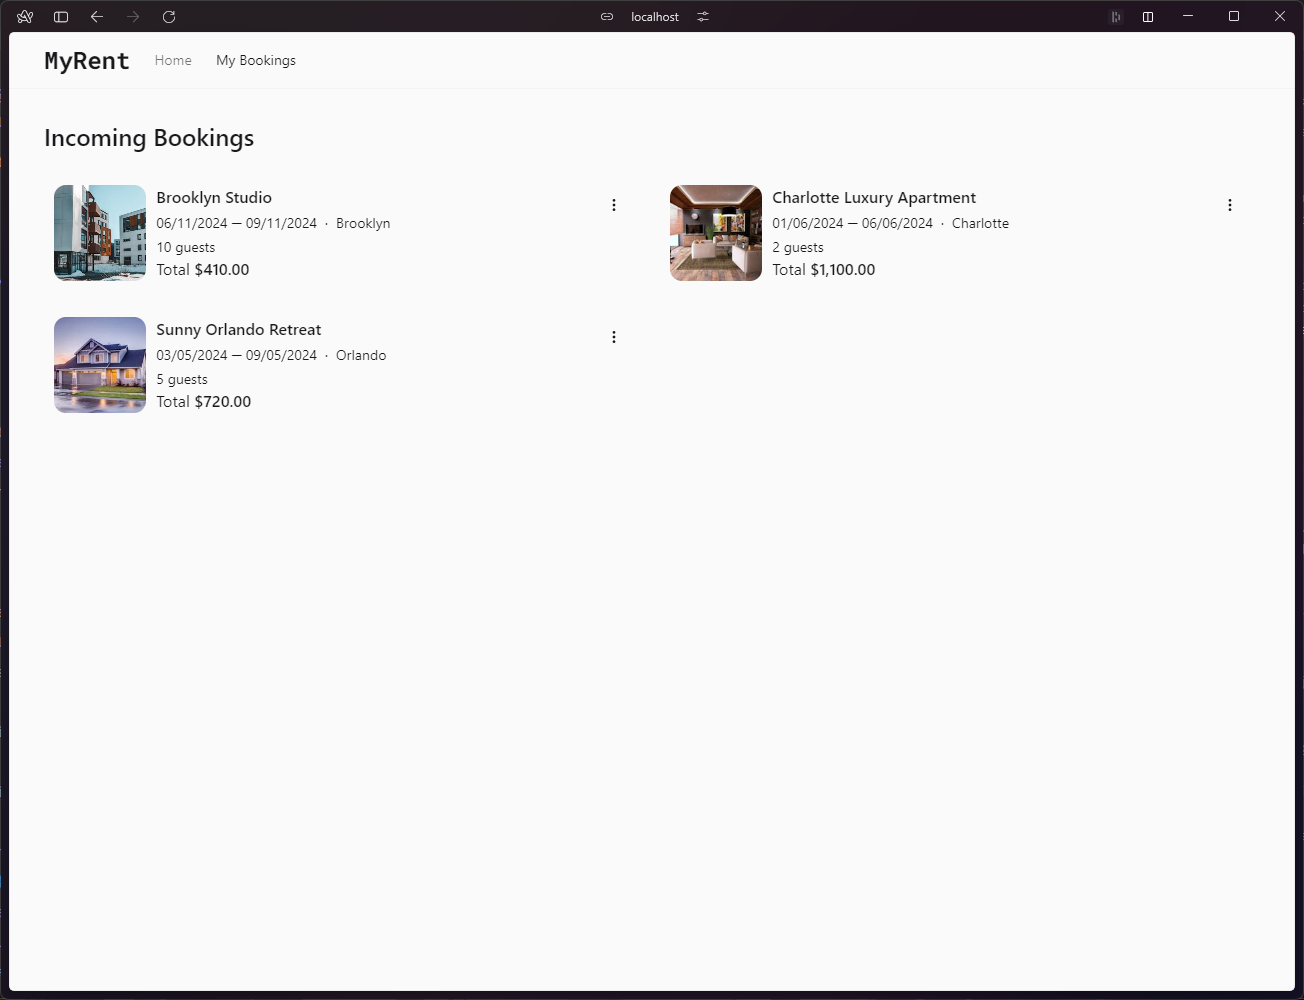 localhost
MyRent Home My Bookings
Incoming Bookings
Brooklyn Studio
06/11/2024 — 09/11/2024 · Brooklyn
10 guests
Total $410.00
Charlotte Luxury Apartment
01/06/2024 — 06/06/2024 · Charlotte
2 guests
Total $1,100.00
Sunny Orlando Retreat
03/05/2024 — 09/05/2024 · Orlando
5 guests
Total $720.00